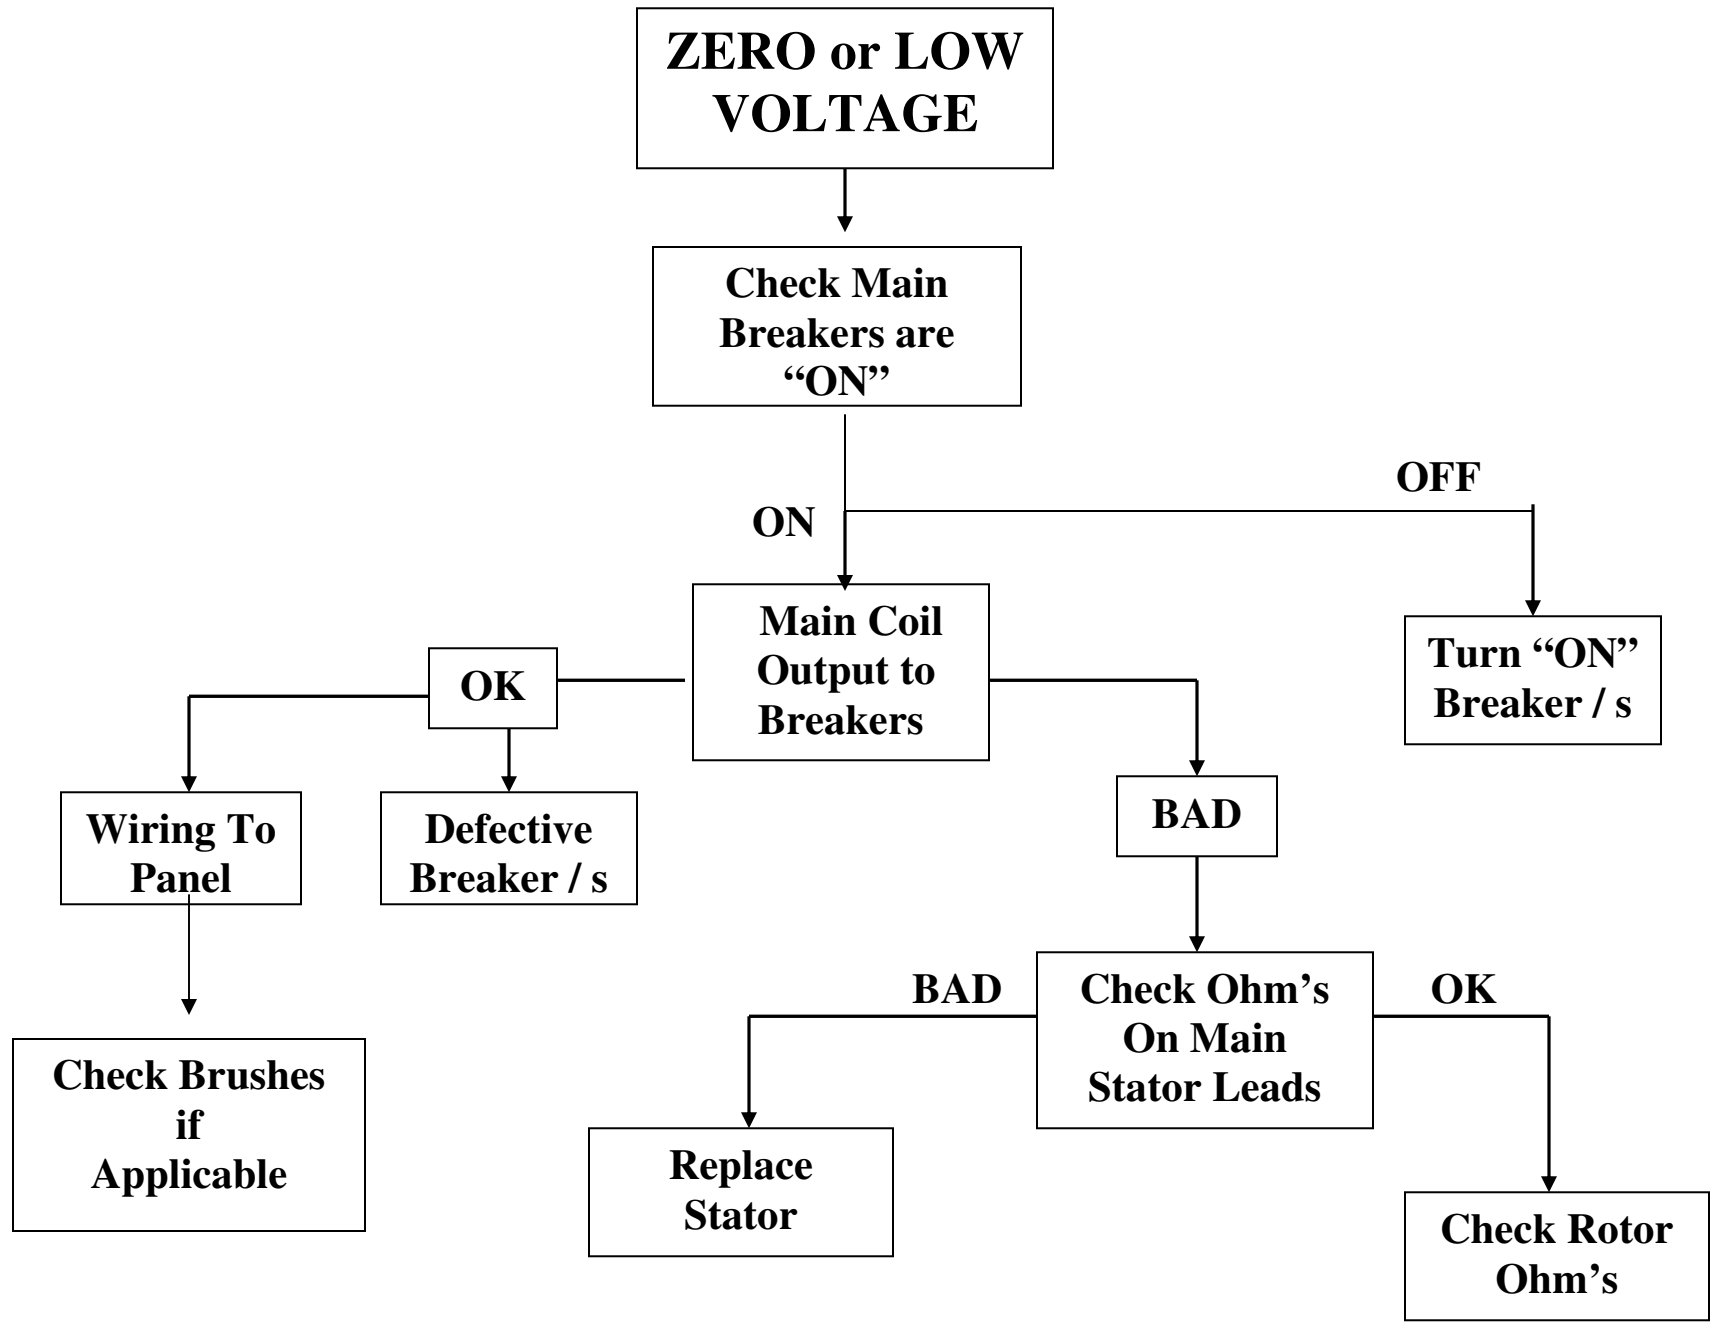 ZERO or LOW
VOLTAGE
Check Main
Breakers are
“ON”
OFF
ON
Main Coil
Output to
Breakers
OK
Turn “ON”
Breaker / s
Wiring To
Panel
Defective
Breaker / s
BAD
BAD
Check Ohm’s
On Main
Stator Leads
OK
Check Brushes
if
Applicable
Replace
Stator
Check Rotor
Ohm’s